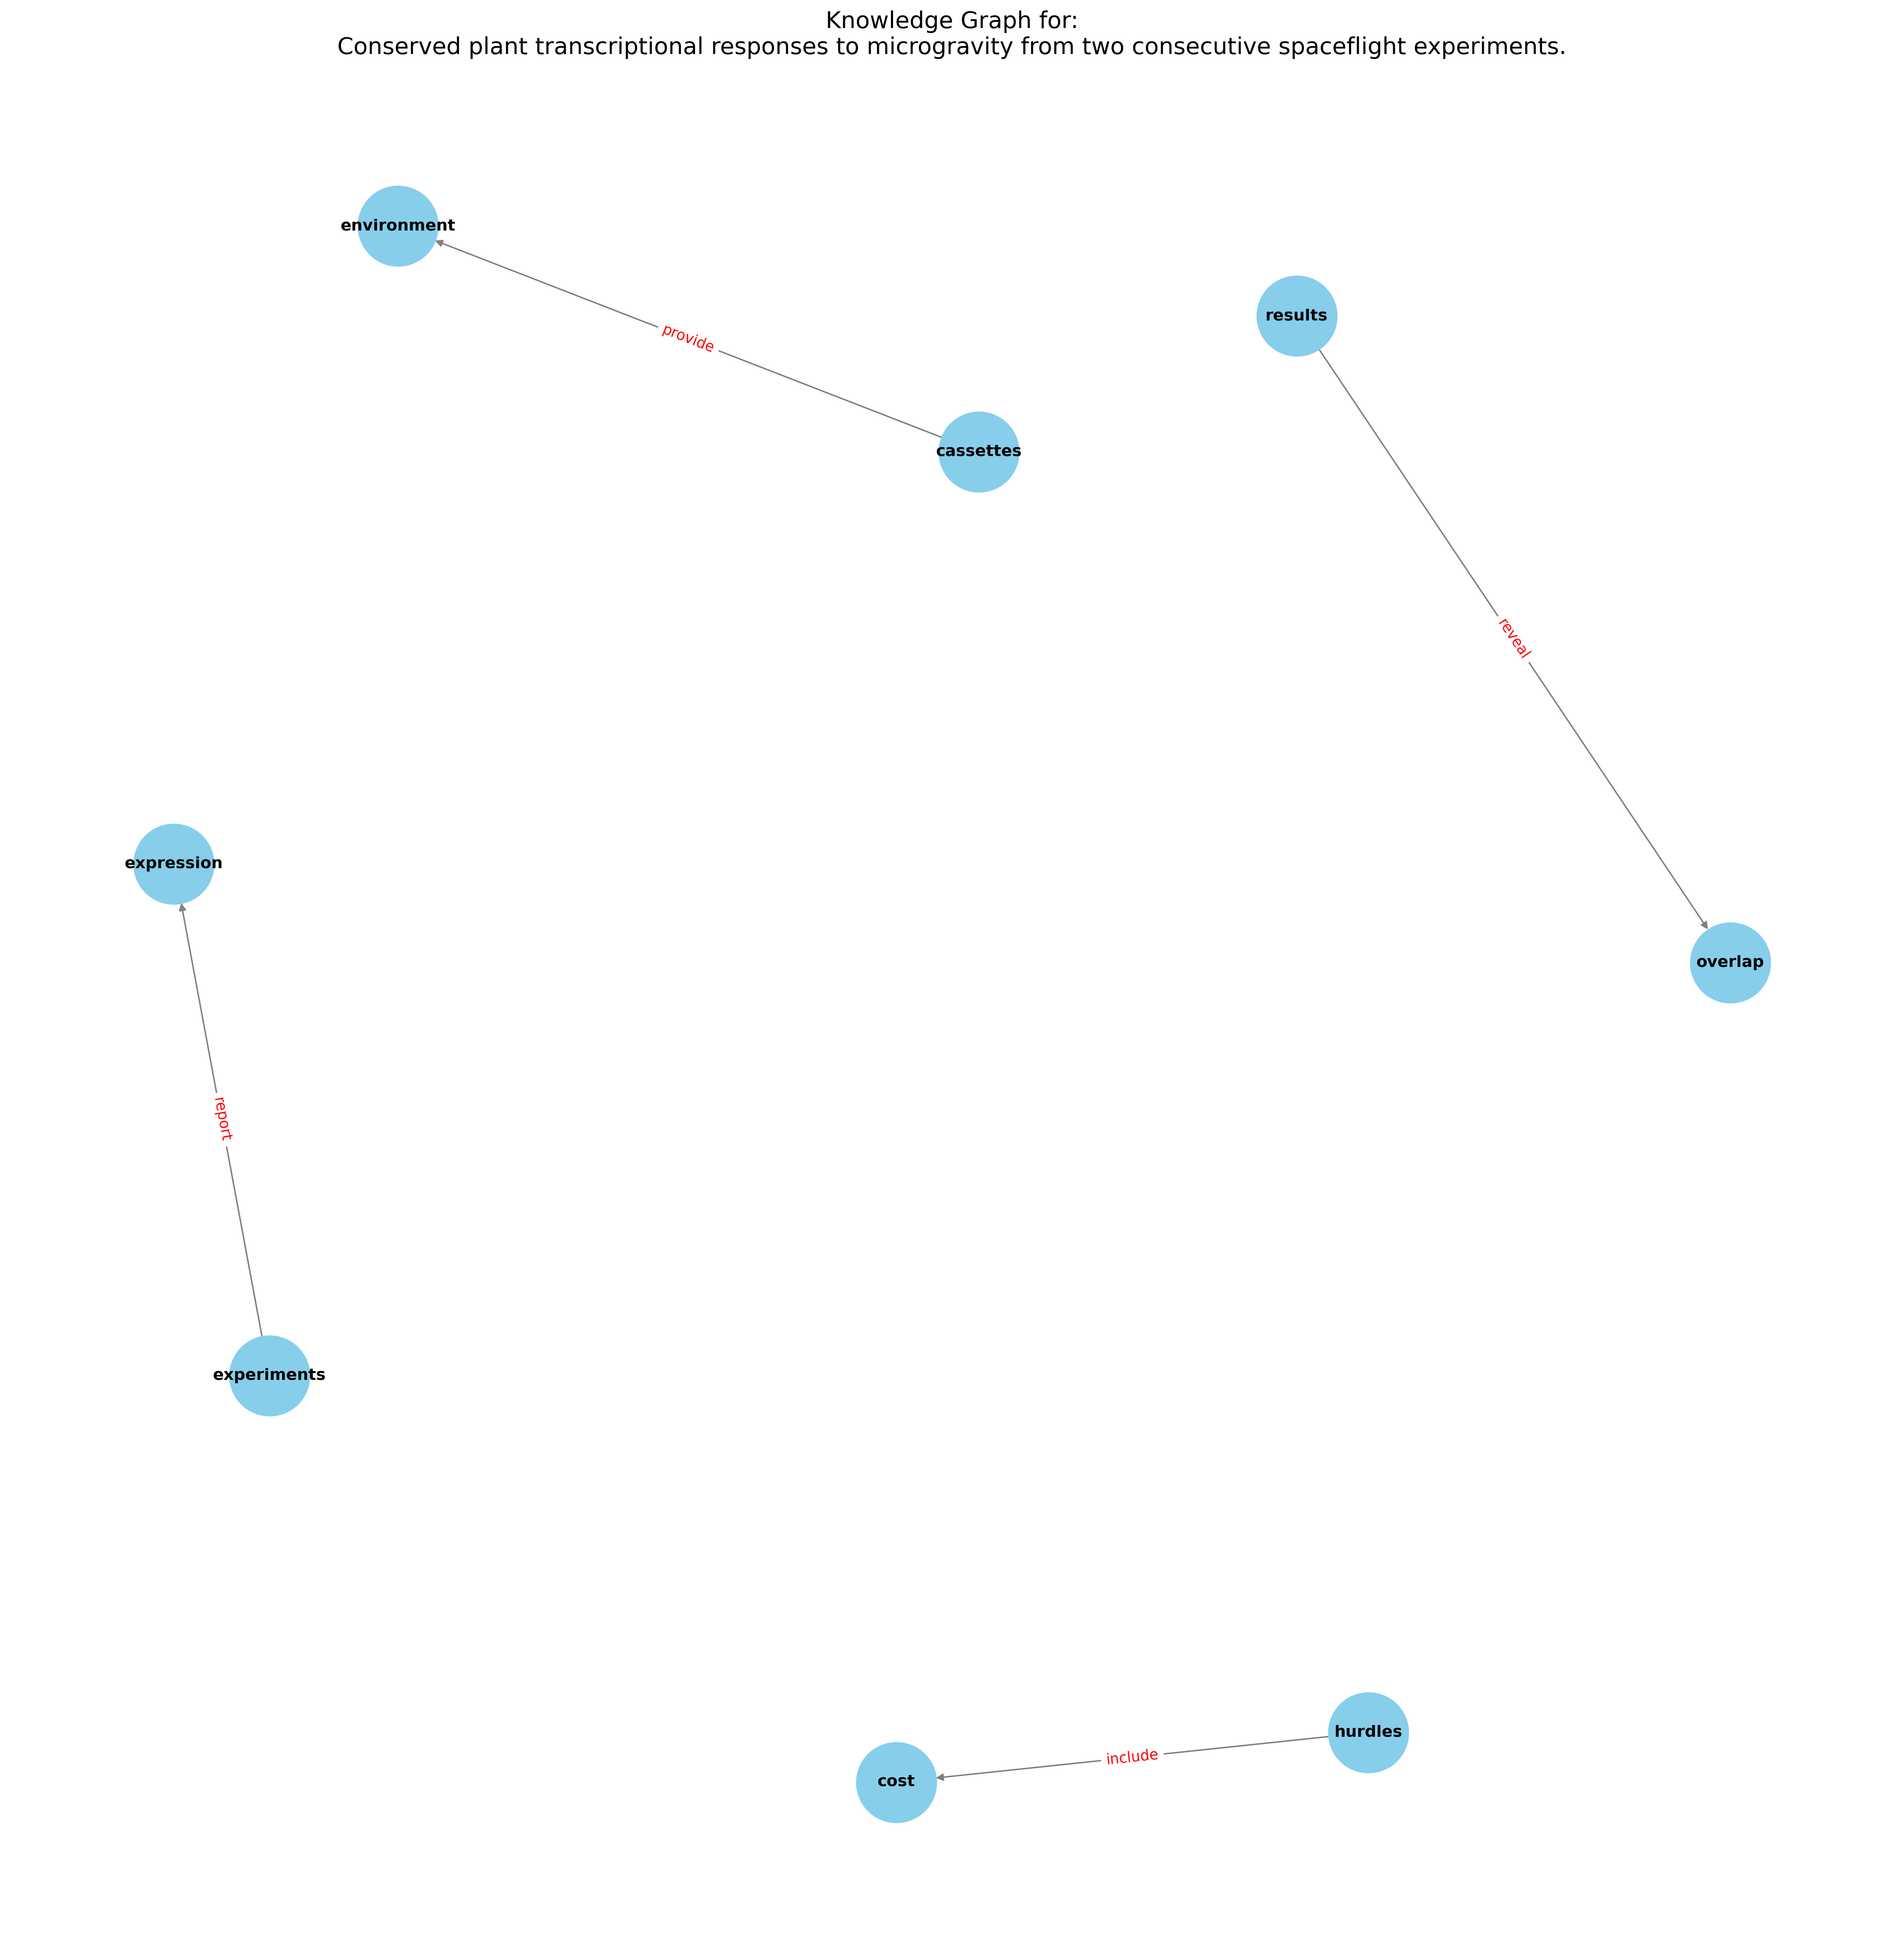 Knowledge Graph for:
Conserved plant transcriptional responses to microgravity from two consecutive spaceflight experiments.
environment
results
provide
cassettes
reveal
expression
overlap
report
experiments
hurdles
include
cost